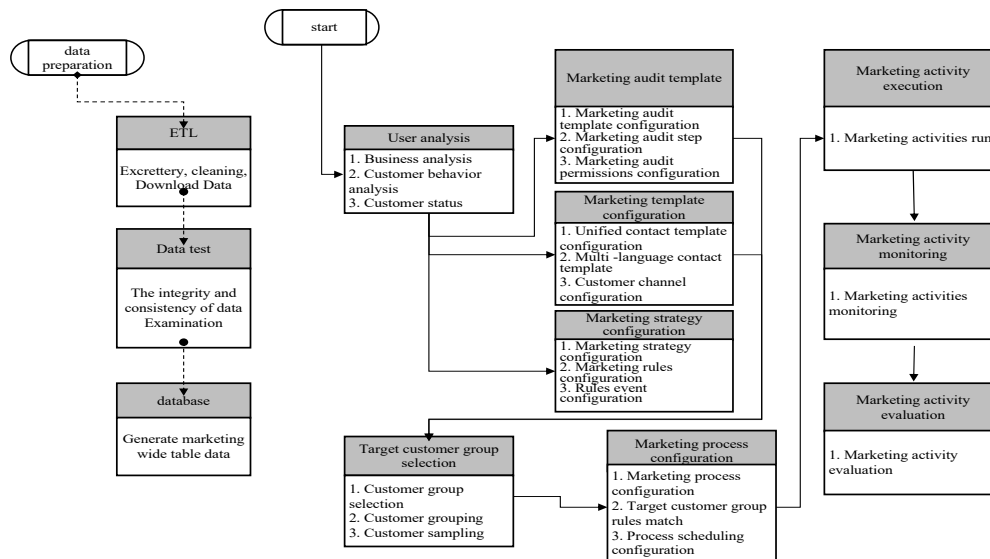 data
preparation
ETL
Excrettery, cleaning,
Download Data
Data test
The integrity and
consistency of data
Examination
database
Generate marketing
wide table data
start
User analysis
1. Business analysis
2. Customer behavior
analysis
3. Customer status
Marketing audit template
1. Marketing audit
template configuration
2. Marketing audit step
configuration
3. Marketing audit
permissions configuration
Marketing template
configuration
1. Unified contact template
configuration
2. Multi -language contact
template
3. Customer channel
configuration
Marketing strategy
configuration
1. Marketing strategy
configuration
2. Marketing rules
configuration
3. Rules event
configuration
Target customer group
selection
1. Customer group
selection
2. Customer grouping
3. Customer sampling
Marketing process
configuration
1. Marketing process
configuration
2. Target customer group
rules match
3. Process scheduling
configuration
Marketing activity
execution
1. Marketing activities run
Marketing activity
monitoring
1. Marketing activities
monitoring
Marketing activity
evaluation
1. Marketing activity
evaluation